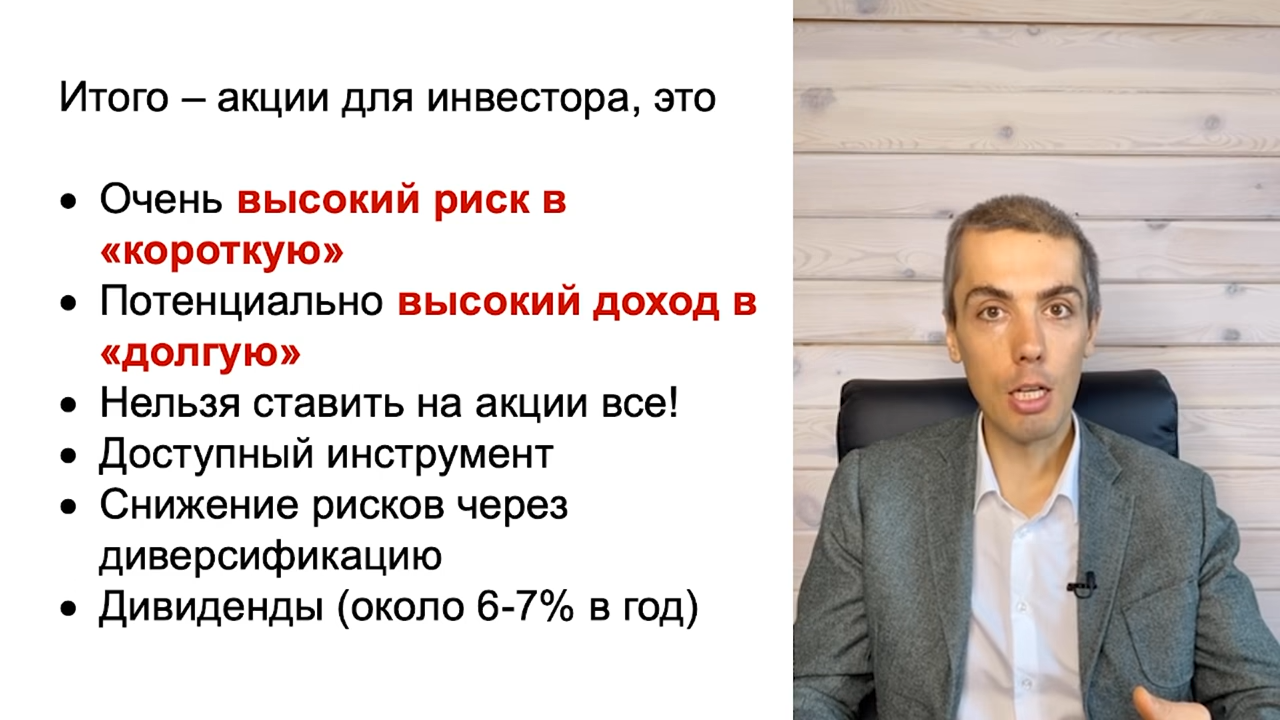 Итого – акции для инвестора, это
• Очень высокий риск в
«короткую»
• Потенциально высокий доход в
«долгую»
• Нельзя ставить на акции все!
• Доступный инструмент
• Снижение рисков через
диверсификацию
• Дивиденды (около 6-7% в год)